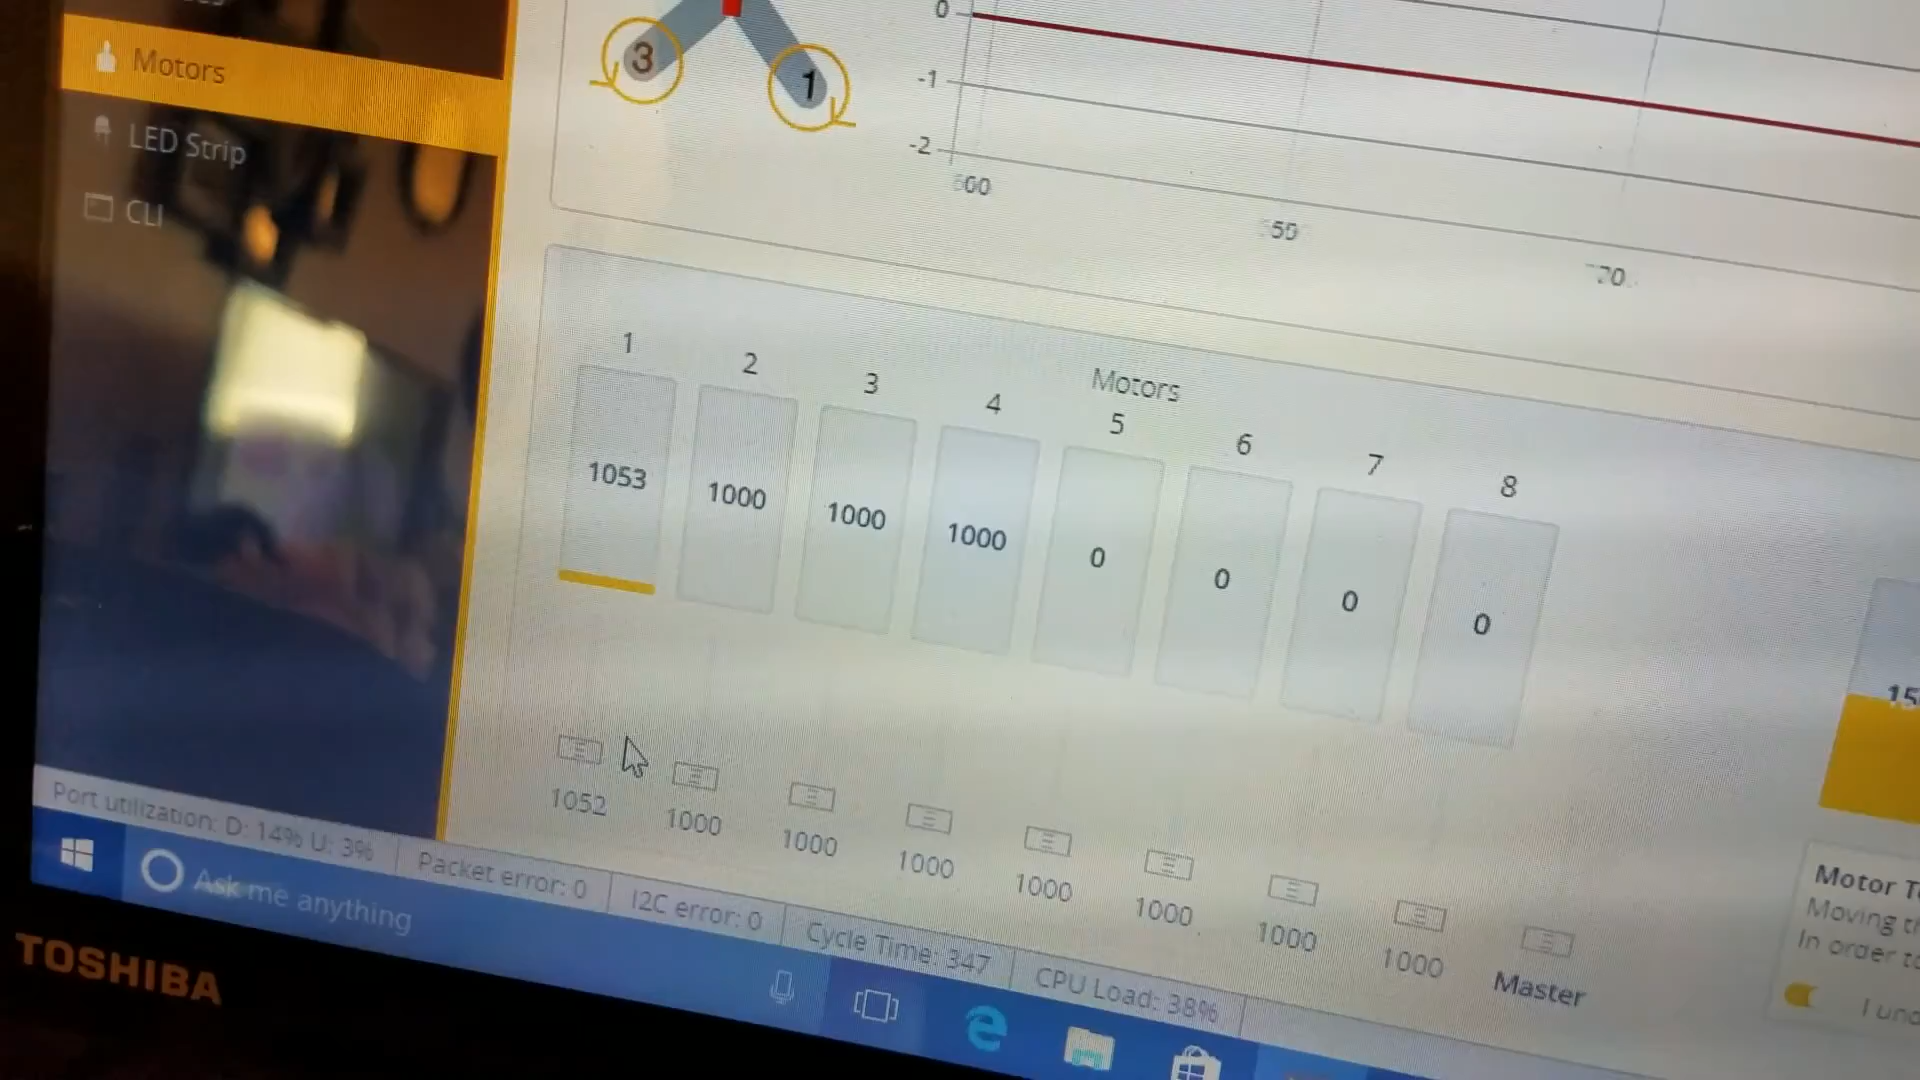 Motors
LED Strip
CLI
3
1
0
-1
-2
Motors
1 2 3 4 5 6 7 8
1053 1000 1000 1000 0 0 0 0
1052 1000 1000 1000 1000 1000 1000 1000 Master
Motor
Moving
In order
I
Port utilization: D: 14% U: 3%
Packet error: 0
I2C error: 0
Cycle Time: 347
CPU Load: 38%
Ask me anything
TOSHIBA